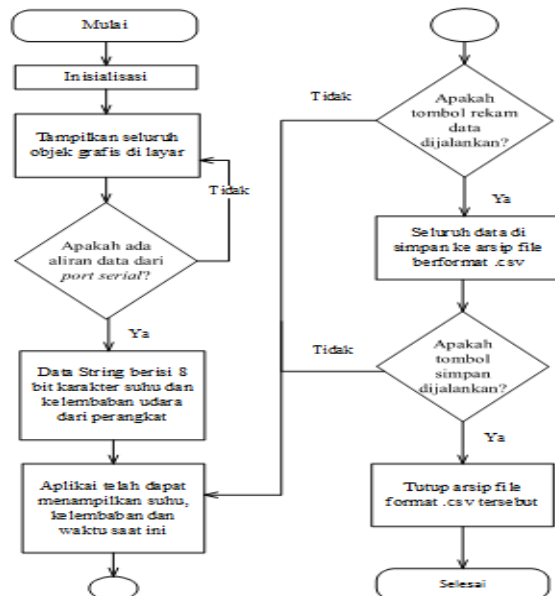 Mulai
Inisialisasi
Tampilkan seluruh
objek grafis di layar
Tidak
Apakah ada
aliran data dari
port serial?
Ya
Data String berisi 8
bit karakter suhu dan
kelembaban udara
dari perangkat
Aplikai telah dapat
menampilkan suhu,
kelembaban dan
waktu saat ini
Apakah
tombol rekam
data
dijalankan?
Tidak
Ya
Seluruh data di
simpan ke arsip file
berformat .csv
Apakah
tombol
simpan
dijalankan?
Tidak
Ya
Tutup arsip file
format .csv tersebut
Selesai